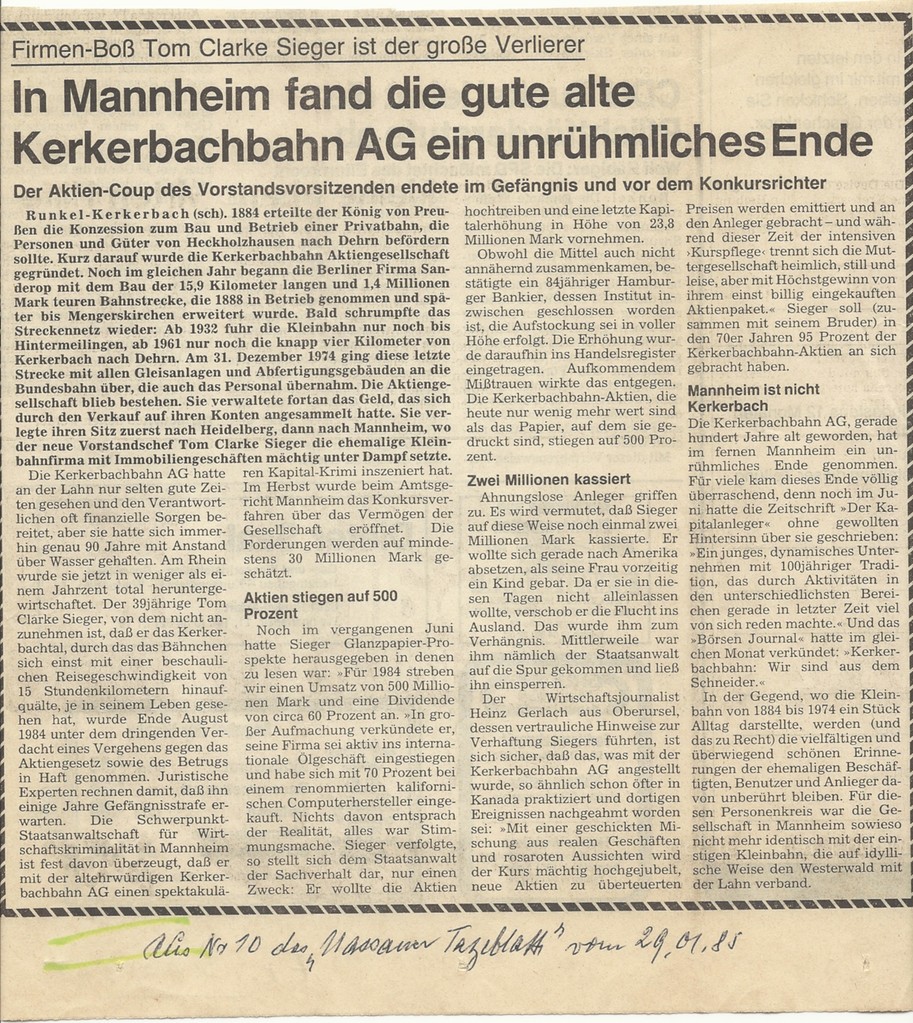 Firmen-Boß Tom Clarke Sieger ist der große Verlierer
In Mannheim fand die gute alte
Kerkerbachbahn AG ein unrühmliches Ende
Der Aktien-Coup des Vorstandsvorsitzenden endete im Gefängnis und vor dem Konkursrichter
Runkel-Kerkerbach (sch). 1884 erteilte der König von Preu-
ßen die Konzession zum Bau und Betrieb einer Privatbahn, die
Personen und Güter von Heckholzhausen nach Dehrn befördern
sollte. Kurz darauf wurde die Kerkerbachbahn Aktiengesellschaft
gegründet. Noch im gleichen Jahr begann die Berliner Firma San-
derop mit dem Bau der 15,9 Kilometer langen und 1,4 Millionen
Mark teuren Bahnstrecke, die 1888 in Betrieb genommen und spä-
ter bis Mengerskirchen erweitert wurde. Bald schrumpfte das
Streckennetz wieder: Ab 1932 fuhr die Kleinbahn nur noch bis
Hintermeilingen, ab 1961 nur noch die knapp vier Kilometer von
Kerkerbach nach Dehrn. Am 31. Dezember 1974 ging diese letzte
Strecke mit allen Gleisanlagen und Abfertigungsgebäuden an die
Bundesbahn über, die auch das Personal übernahm. Die Aktienge-
sellschaft blieb bestehen. Sie verwaltete fortan das Geld, das sich
durch den Verkauf auf ihren Konten angesammelt hatte. Sie ver-
legte ihren Sitz zuerst nach Heidelberg, dann nach Mannheim, wo
der neue Vorstandschef Tom Clarke Sieger die ehemalige Klein-
bahnfirma mit Immobiliengeschäften mächtig unter Dampf setzte.
Die Kerkerbachbahn AG hatte
an der Lahn nur selten gute Zei-
ten gesehen und den Verantwort-
lichen oft finanzielle Sorgen be-
reitet, aber sie hatte sich immer-
hin genau 90 Jahre mit Anstand
über Wasser gehalten. Am Rhein
wurde sie jetzt in weniger als ei-
nem Jahrzent total herunterge-
wirtschaftet. Der 39jährige Tom
Clarke Sieger, von dem nicht an-
zunehmen ist, daß er das Kerker-
bachtal, durch das das Bähnchen
sich einst mit einer beschauli-
chen Reisegeschwindigkeit von
15 Stundenkilometern hinauf-
quälte, je in seinem Leben gese-
hen hat, wurde Ende August
1984 unter dem dringenden Ver-
dacht eines Vergehens gegen das
Aktiengesetz sowie des Betrugs
in Haft genommen. Juristische
Experten rechnen damit, daß ihn
einige Jahre Gefängnisstrafe er-
warten. Die Schwerpunkt-
Staatsanwaltschaft für Wirt-
schaftskriminalität in Mannheim
ist fest davon überzeugt, daß er
mit der altehrwürdigen Kerker-
bachbahn AG einen spektakulä-
ren Kapital-Krimi inszeniert hat.
Im Herbst wurde beim Amtsge-
richt Mannheim das Konkursver-
fahren über das Vermögen der
Gesellschaft eröffnet. Die
Forderungen werden auf minde-
stens 30 Millionen Mark ge-
schätzt.
Aktien stiegen auf 500
Prozent
Noch im vergangenen Juni
hatte Sieger Glanzpapier-Pro-
spekte herausgegeben in denen
zu lesen war: »Für 1984 streben
wir einen Umsatz von 500 Millio-
nen Mark und eine Dividende
von circa 60 Prozent an. »In gro-
ßer Aufmachung verkündete er,
seine Firma sei aktiv ins interna-
tionale Ölgeschäft eingestiegen
und habe sich mit 70 Prozent bei
einem renommierten kaliforni-
schen Computerhersteller einge-
kauft. Nichts davon entsprach
der Realität, alles war Stim-
mungsmache. Sieger verfolgte,
so stellt sich dem Staatsanwalt
der Sachverhalt dar, nur einen
Zweck: Er wollte die Aktien
hochtreiben und eine letzte Kapi-
talerhöhung in Höhe von 23,8
Millionen Mark vornehmen.
Obwohl die Mittel auch nicht
annähernd zusammenkamen, be-
stätigte ein 84jähriger Hambur-
ger Bankier, dessen Institut in-
zwischen geschlossen worden
ist, die Aufstockung sei in voller
Höhe erfolgt. Die Erhöhung wur-
de daraufhin ins Handelsregister
eingetragen. Aufkommendem
Mißtrauen wirkte das entgegen.
Die Kerkerbachbahn-Aktien, die
heute nur wenig mehr wert sind
als das Papier, auf dem sie ge-
druckt sind, stiegen auf 500 Pro-
zent.
Zwei Millionen kassiert
Ahnungslose Anleger griffen
zu. Es wird vermutet, daß Sieger
auf diese Weise noch einmal zwei
Millionen Mark kassierte. Er
wollte sich gerade nach Amerika
absetzen, als seine Frau vorzeitig
ein Kind gebar. Da er sie in die-
sen Tagen nicht alleinlassen
wollte, verschob er die Flucht ins
Ausland. Das wurde ihm zum
Verhängnis. Mittlerweile war
ihm nämlich der Staatsanwalt
auf die Spur gekommen und ließ
ihn einsperren.
Der Wirtschaftsjournalist
Heinz Gerlach aus Oberursel,
dessen vertrauliche Hinweise zur
Verhaftung Siegers führten, ist
sich sicher, daß das, was mit der
Kerkerbachbahn AG angestellt
wurde, so ähnlich schon öfter in
Kanada praktiziert und dortigen
Ereignissen nachgeahmt worden
sei: »Mit einer geschickten Mi-
schung aus realen Geschäften
und rosaroten Aussichten wird
der Kurs mächtig hochgejubelt,
neue Aktien zu überteuerten
Preisen werden emittiert und an
den Anleger gebracht – und wäh-
rend dieser Zeit der intensiven
›Kurspflege‹ trennt sich die Mut-
tergesellschaft heimlich, still und
leise, aber mit Höchstgewinn von
ihrem einst billig eingekauften
Aktienpaket.« Sieger soll (zu-
sammen mit seinem Bruder) in
den 70er Jahren 95 Prozent der
Kerkerbachbahn-Aktien an sich
gebracht haben.
Mannheim ist nicht
Kerkerbach
Die Kerkerbachbahn AG, gerade
hundert Jahre alt geworden, hat
im fernen Mannheim ein un-
rühmliches Ende genommen.
Für viele kam dieses Ende völlig
überraschend, denn noch im Ju-
ni hatte die Zeitschrift »Der Ka-
pitalanleger« ohne gewollten
Hintersinn über sie geschrieben:
»Ein junges, dynamisches Unter-
nehmen mit 100jähriger Tradi-
tion, das durch Aktivitäten in
den unterschiedlichsten Berei-
chen gerade in letzter Zeit viel
von sich reden machte.« Und das
»Börsen Journal« hatte im glei-
chen Monat verkündet: »Kerker-
bachbahn: Wir sind aus dem
Schneider.«
In der Gegend, wo die Klein-
bahn von 1884 bis 1974 ein Stück
Alltag darstellte, werden (und
das zu Recht) die vielfältigen und
überwiegend schönen Erinne-
rungen der ehemaligen Beschäf-
tigten, Benutzer und Anlieger da-
von unberührt bleiben. Für die-
sen Personenkreis war die Ge-
sellschaft in Mannheim sowieso
nicht mehr identisch mit der ein-
stigen Kleinbahn, die auf idylli-
sche Weise den Westerwald mit
der Lahn verband.
Aus Nr 10 des „Nassauer Tageblatt" vom 29.01.85